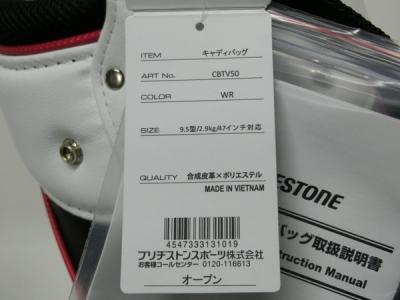 ITEM キャディバッグ
ART No. CBTV50
COLOR WR
SIZE 9.5型/2.9kg/47インチ対応
QUALITY 合成皮革×ポリエステル
MADE IN VIETNAM
4547333131019
ブリヂストンスポーツ株式会社
お客様コールセンター 0120-116613
オープン
ESTONE
バッグ取扱説明書
struction Manual